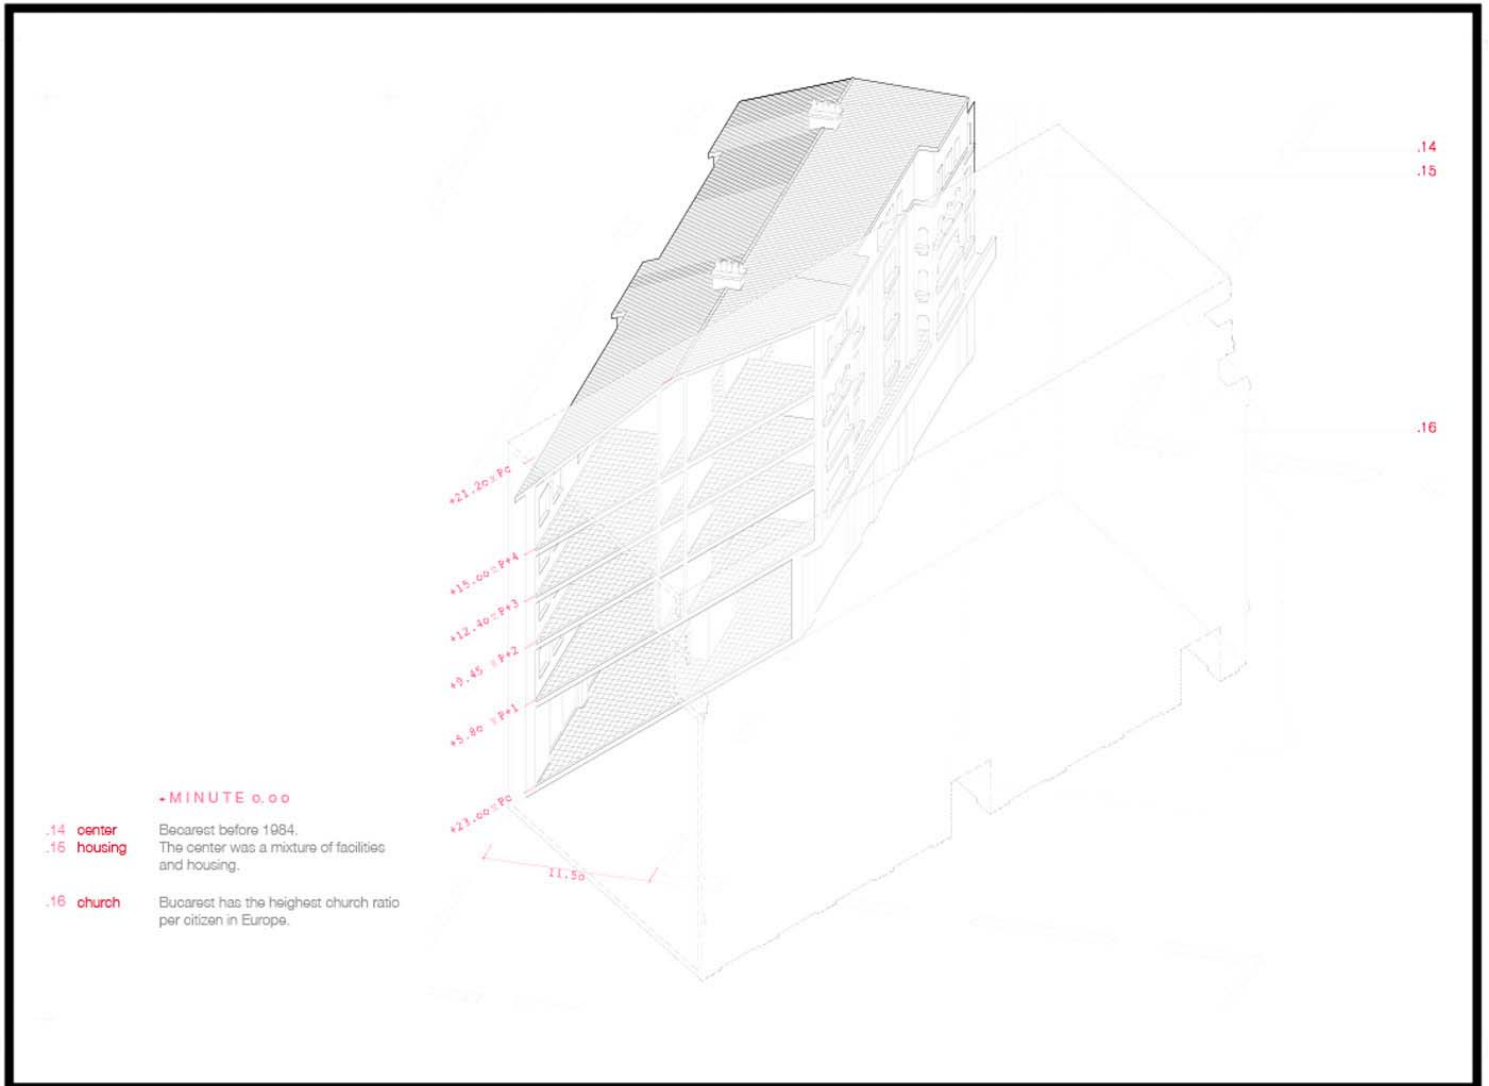 .14
.15
.16
+21.20=Pc
+15.00=P+4
+12.40=P+3
+9.45 =P+2
+5.80 =P+1
+23.00=Pc
11.50
+MINUTE 0.00
.14 center Becarest before 1984.
.15 housing The center was a mixture of facilities
and housing.
.16 church Bucarest has the heighest church ratio
per citizen in Europe.